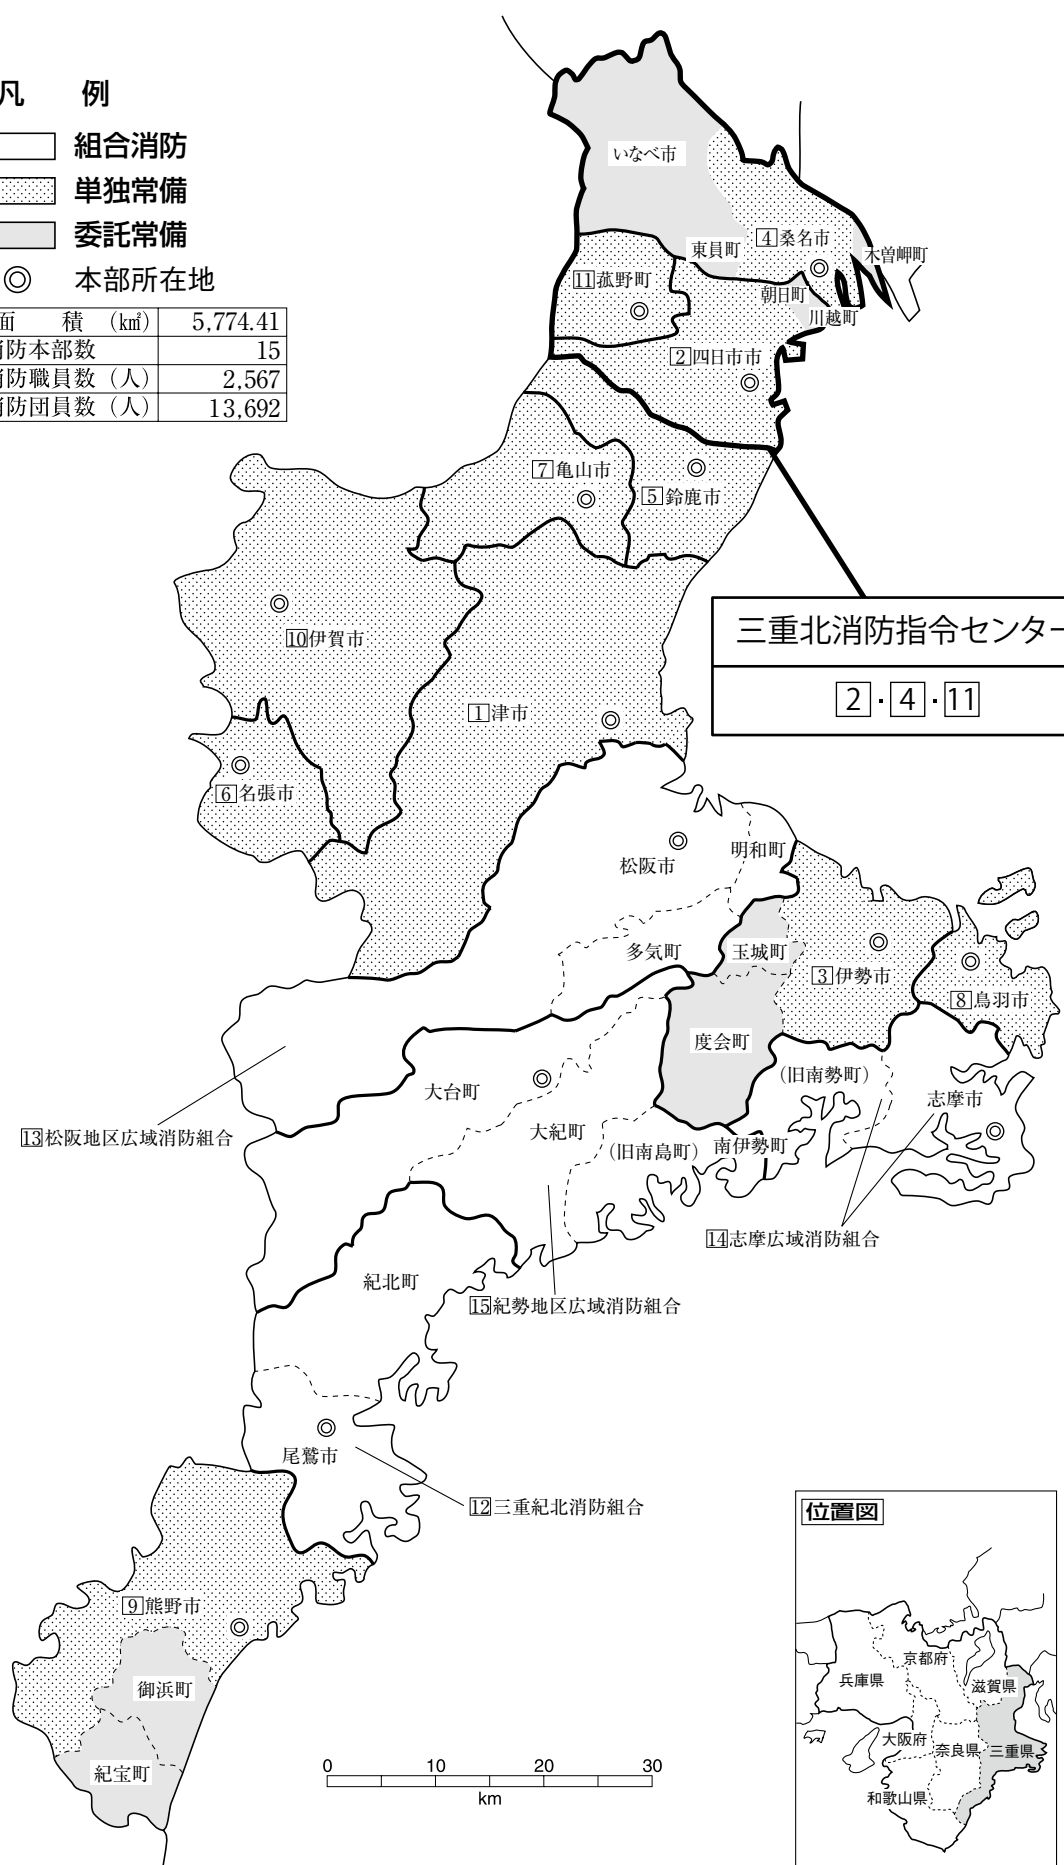 凡　例
組合消防
単独常備
委託常備
◎ 本部所在地
面　積 （㎢） 5,774.41
消防本部数 15
消防職員数（人） 2,567
消防団員数（人） 13,692
いなべ市
東員町
4 桑名市
木曽岬町
11 菰野町
朝日町
川越町
2 四日市市
7 亀山市
5 鈴鹿市
三重北消防指令センター
2・4・11
10 伊賀市
1 津市
6 名張市
松阪市
明和町
多気町
玉城町
3 伊勢市
8 鳥羽市
度会町
（旧南勢町）
志摩市
大台町
13 松阪地区広域消防組合
大紀町
（旧南島町）
南伊勢町
14 志摩広域消防組合
紀北町
15 紀勢地区広域消防組合
尾鷲市
12 三重紀北消防組合
9 熊野市
御浜町
紀宝町
0 10 20 30
km
位置図
京都府
兵庫県
滋賀県
大阪府
奈良県
三重県
和歌山県